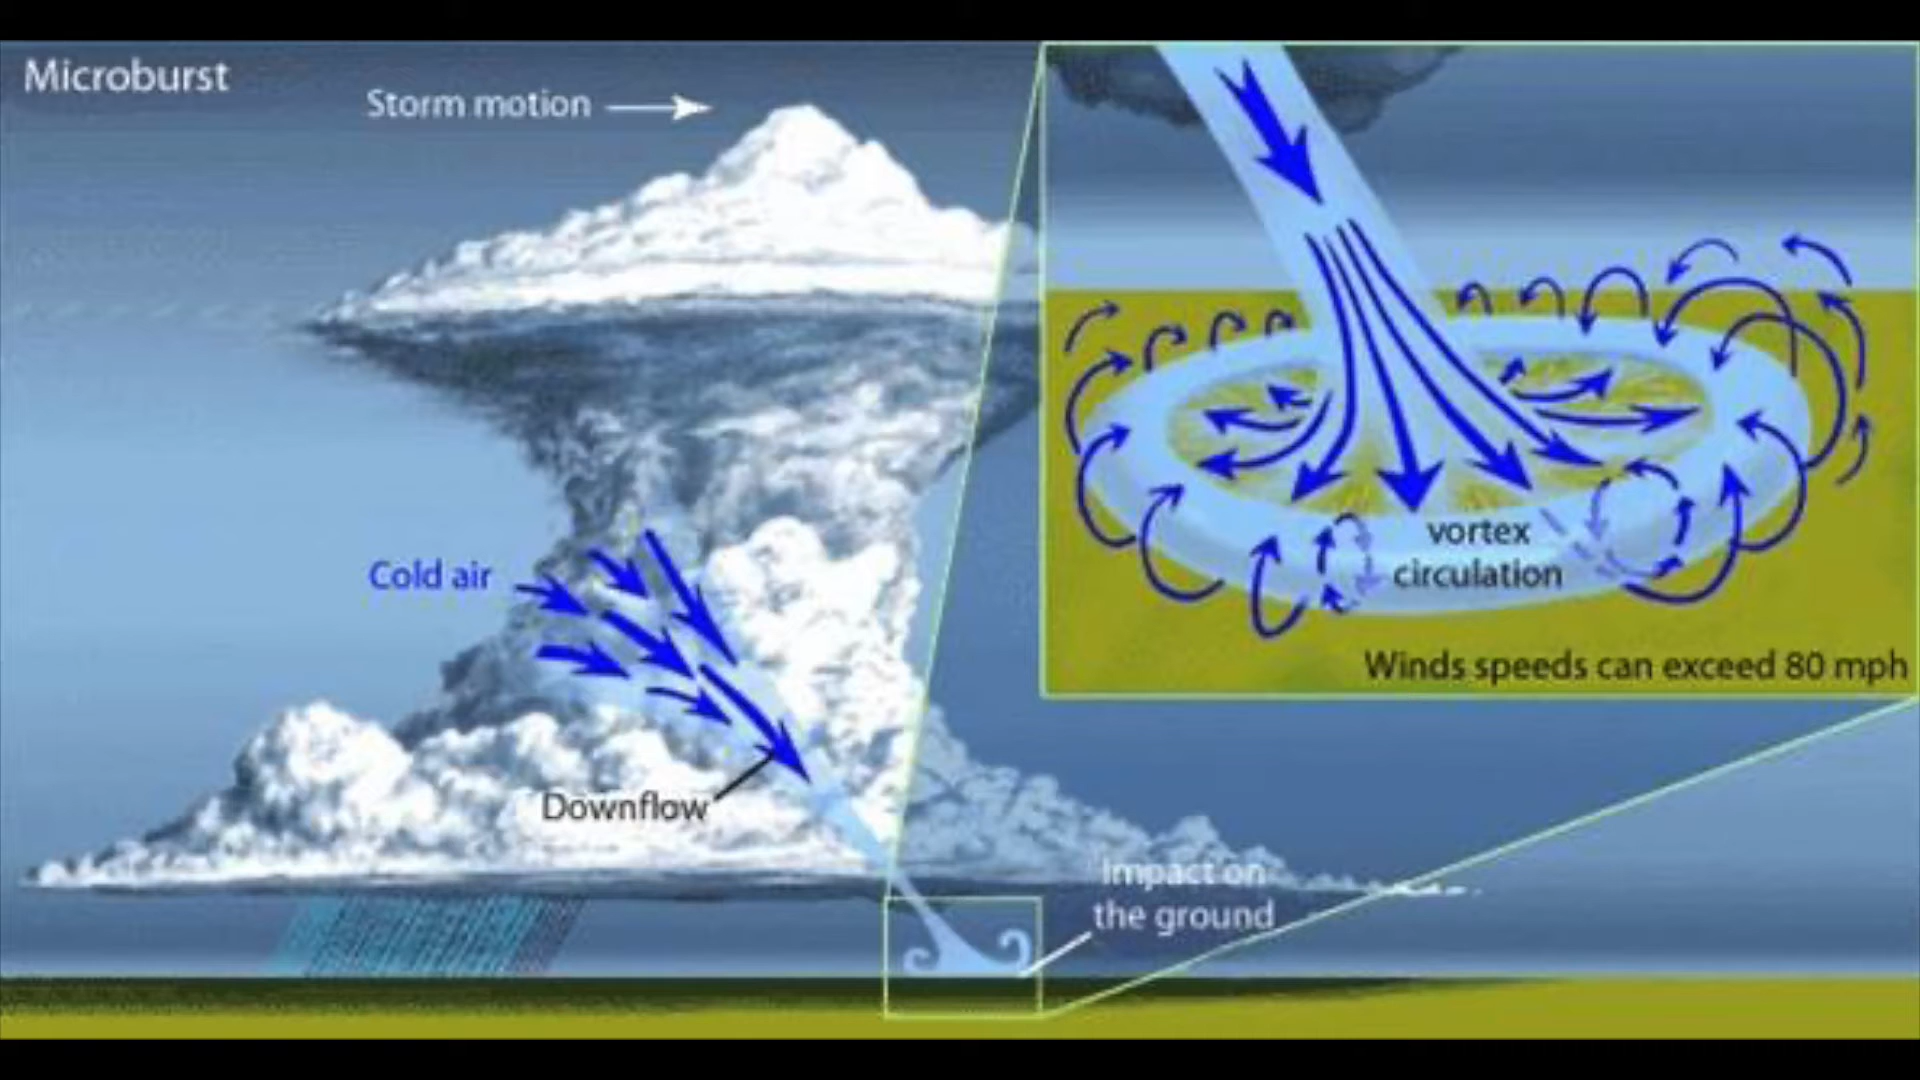 Microburst
Storm motion
Cold air
Downflow
Impact on
the ground
vortex
circulation
Winds speeds can exceed 80 mph